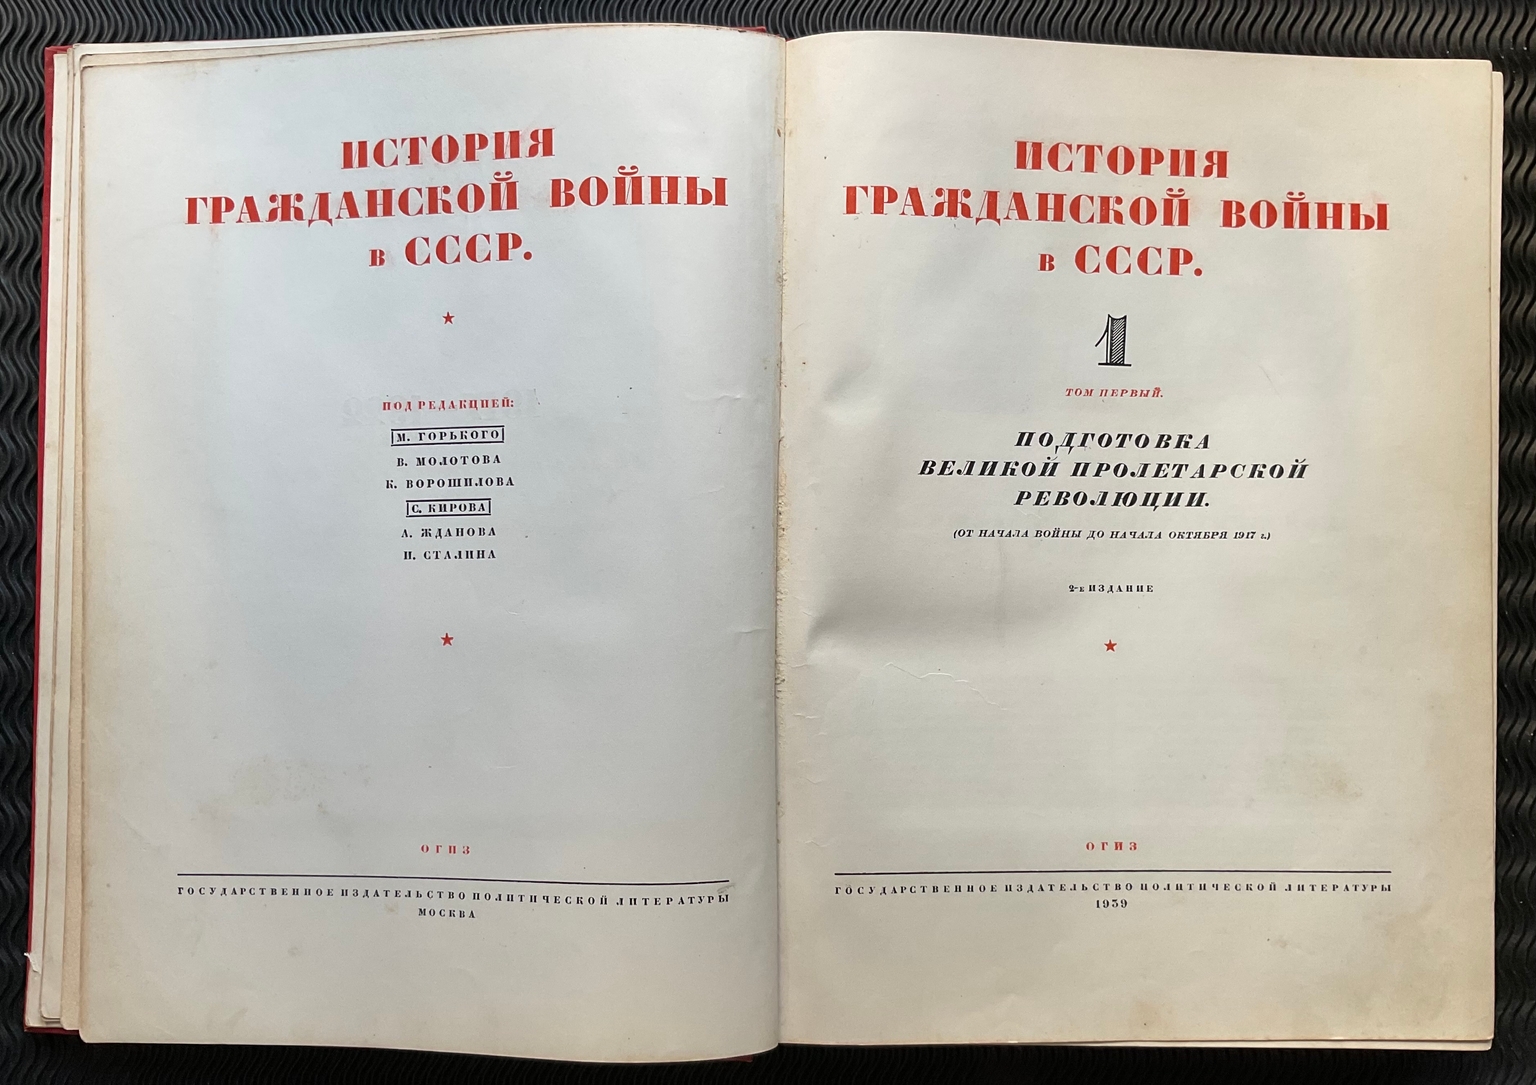 ИСТОРИЯ
ГРАЖДАНСКОЙ ВОЙНЫ
в СССР.
ПОД РЕДАКЦИЕЙ:
М. ГОРЬКОГО
В. МОЛОТОВА
К. ВОРОШИЛОВА
С. КИРОВА
А. ЖДАНОВА
И. СТАЛИНА
ОГИЗ
ГОСУДАРСТВЕННОЕ ИЗДАТЕЛЬСТВО ПОЛИТИЧЕСКОЙ ЛИТЕРАТУРЫ
МОСКВА
ИСТОРИЯ
ГРАЖДАНСКОЙ ВОЙНЫ
в СССР.
1
ТОМ ПЕРВЫЙ.
ПОДГОТОВКА
ВЕЛИКОЙ ПРОЛЕТАРСКОЙ
РЕВОЛЮЦИИ.
(ОТ НАЧАЛА ВОЙНЫ ДО НАЧАЛА ОКТЯБРЯ 1917 г.)
2-е ИЗДАНИЕ
ОГИЗ
ГОСУДАРСТВЕННОЕ ИЗДАТЕЛЬСТВО ПОЛИТИЧЕСКОЙ ЛИТЕРАТУРЫ
1939